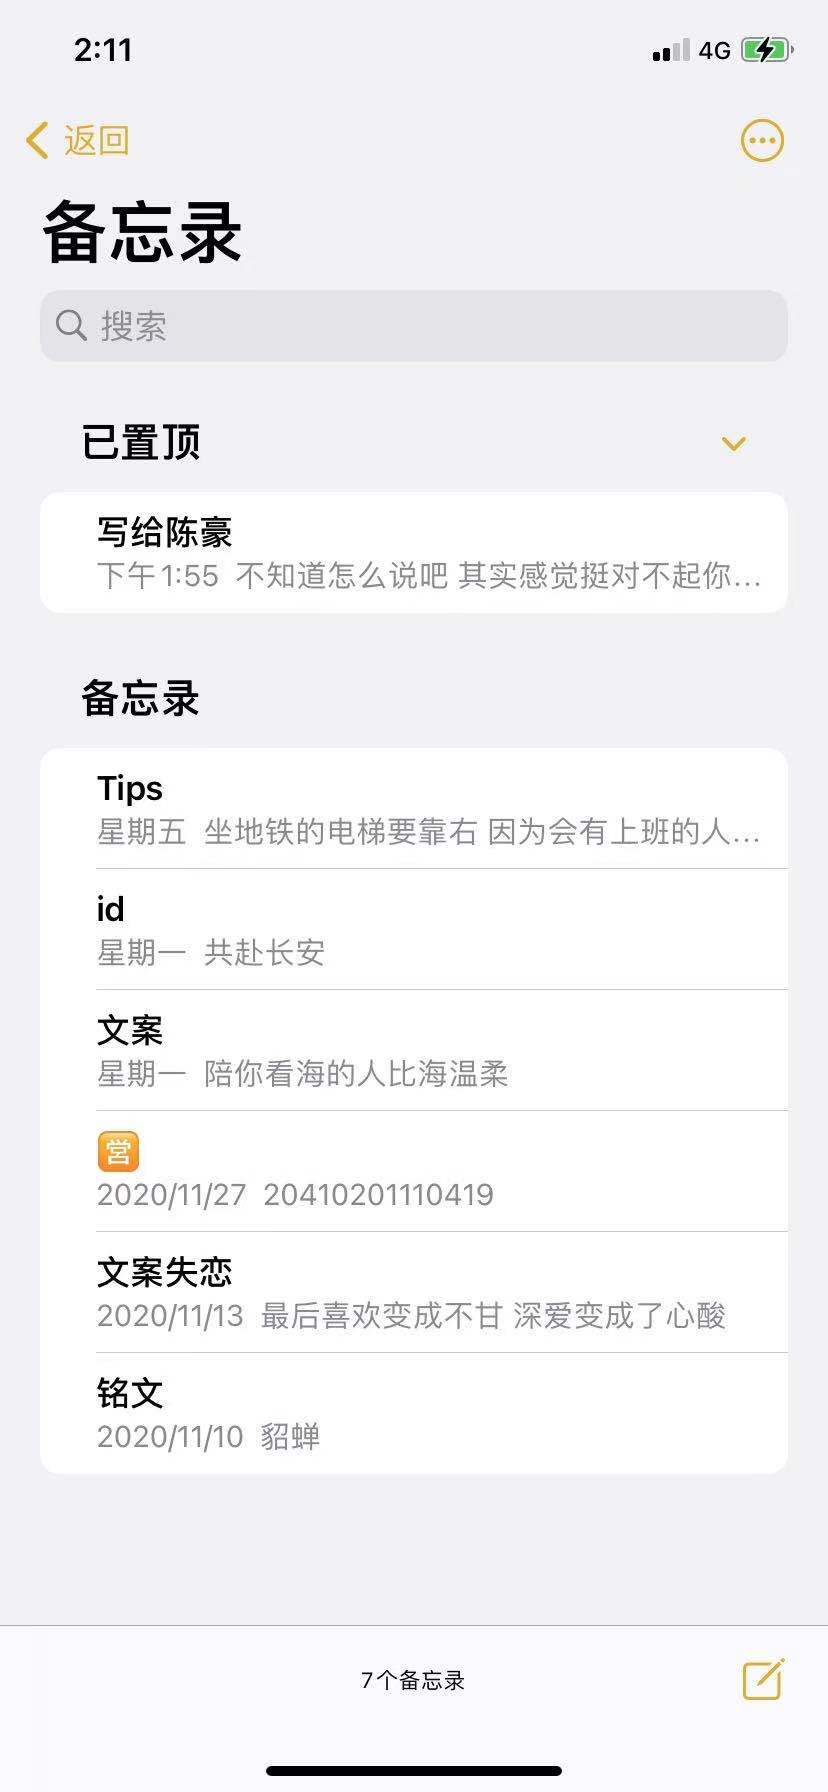 2:11
4G
返回
备忘录
搜索
已置顶
写给陈豪
下午1:55 不知道怎么说吧 其实感觉挺对不起你...
备忘录
Tips
星期五 坐地铁的电梯要靠右 因为会有上班的人...
id
星期一 共赴长安
文案
星期一 陪你看海的人比海温柔
🈺
2020/11/27 20410201110419
文案失恋
2020/11/13 最后喜欢变成不甘 深爱变成了心酸
铭文
2020/11/10 貂蝉
7个备忘录